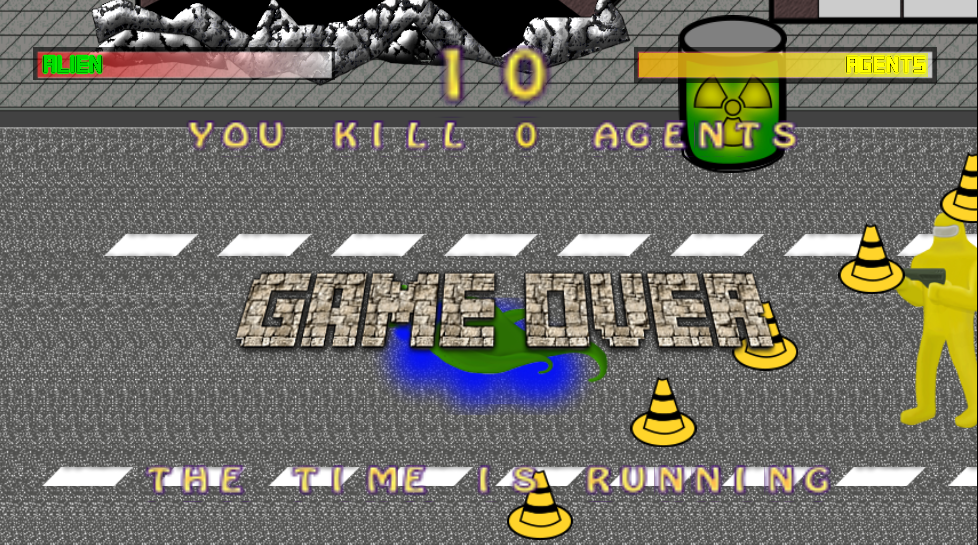 ALIEN
10
AGENTS
YOU KILL 0 AGENTS
GAME OVER
THE TIME IS RUNNING